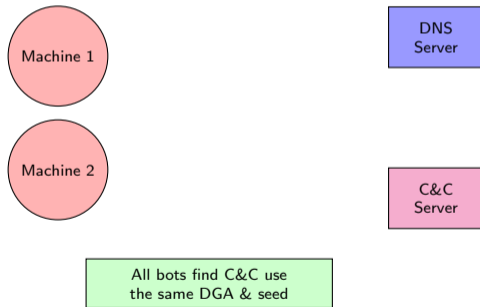 Machine 1
DNS
Server
Machine 2
C&C
Server
All bots find C&C use
the same DGA & seed